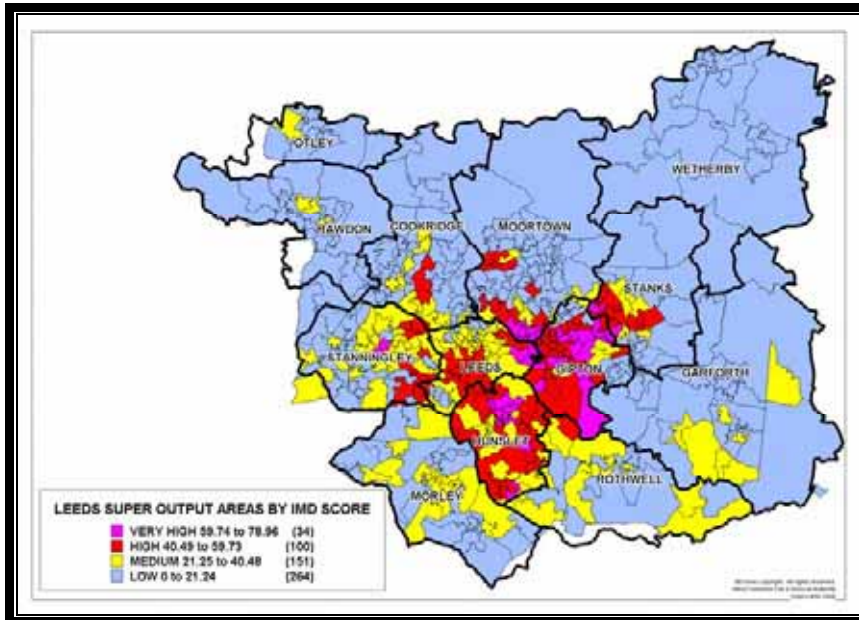 OTLEY
WETHERBY
RAWDON
COOKRIDGE
MOORTOWN
STANKS
STANNINGLEY
LEEDS
GIPTON
GARFORTH
HUNSLET
MORLEY
ROTHWELL
LEEDS SUPER OUTPUT AREAS BY IMD SCORE
VERY HIGH 59.74 to 78.96 (34)
HIGH 40.49 to 59.73 (100)
MEDIUM 21.25 to 40.48 (151)
LOW 0 to 21.24 (264)